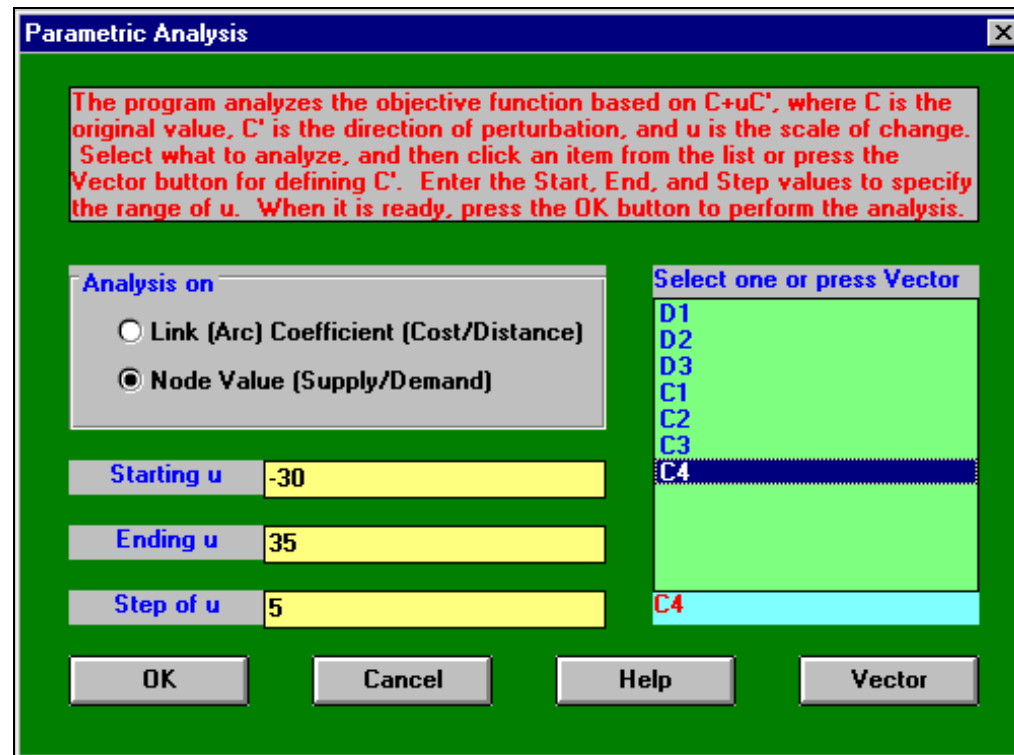 Parametric Analysis
The program analyzes the objective function based on C+uC', where C is the
original value, C' is the direction of perturbation, and u is the scale of change.
Select what to analyze, and then click an item from the list or press the
Vector button for defining C'. Enter the Start, End, and Step values to specify
the range of u. When it is ready, press the OK button to perform the analysis.
Analysis on
Link (Arc) Coefficient (Cost/Distance)
Node Value (Supply/Demand)
Select one or press Vector
D1
D2
D3
C1
C2
C3
C4
C4
Starting u -30
Ending u 35
Step of u 5
OK Cancel Help Vector